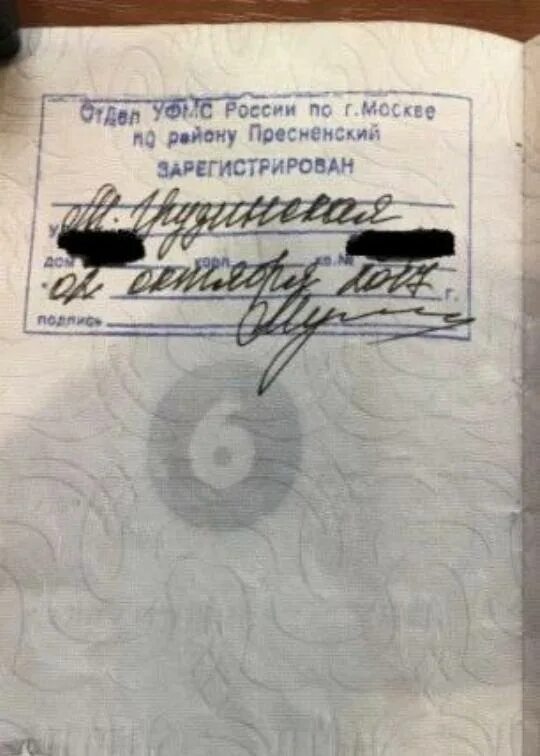 Отдел УФМС России по г.Москве
по району Пресненский
ЗАРЕГИСТРИРОВАН
М. Грузинская
ул
дом корп. кв.№
02 октября 2017 г.
подпись
6